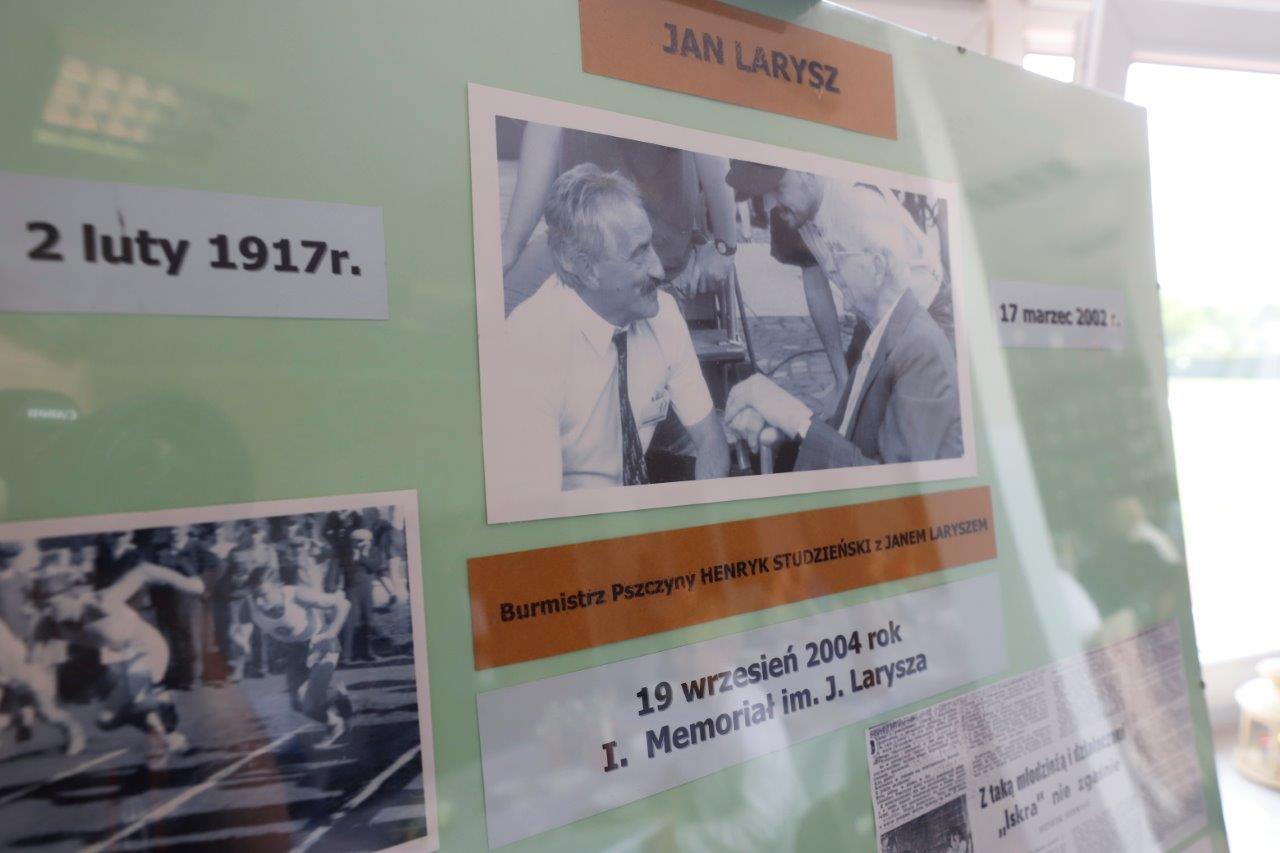 JAN LARYSZ
2 luty 1917r.
17 marzec 2002 r.
Burmistrz Pszczyny HENRYK STUDZIEŃSKI z JANEM LARYSZEM
19 wrzesień 2004 rok
I. Memoriał im. J. Larysza
Z taką młodzieżą i działaczami
„Iskra" nie zgaśnie